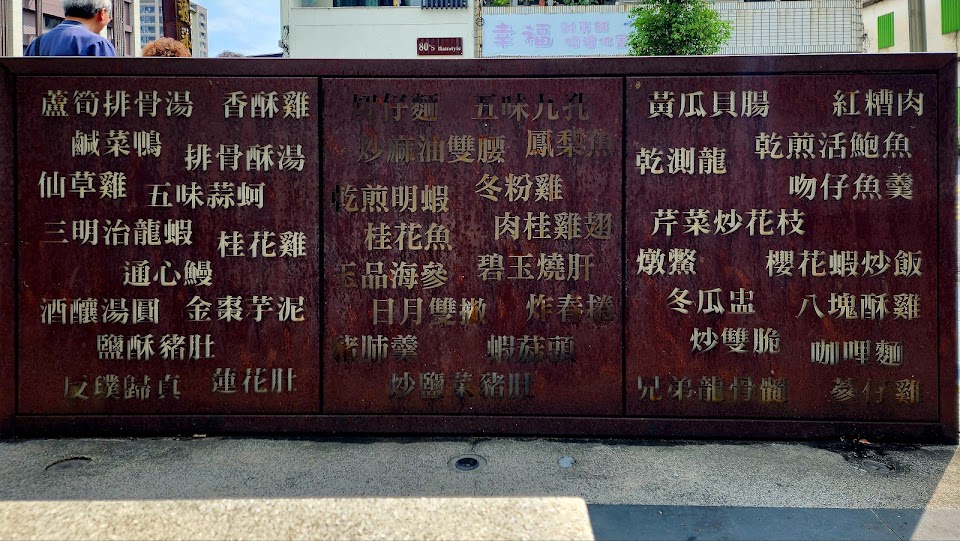 80's Hairstyle
幸福
蘆筍排骨湯 香酥雞
鹹菜鴨 排骨酥湯
仙草雞 五味蒜蚵
三明治龍蝦 桂花雞
通心鰻
酒釀湯圓 金棗芋泥
鹽酥豬肚
反璞歸真 蓮花肚
切仔麵 五味九孔
炒麻油雙腰 鳳梨魚
乾煎明蝦 冬粉雞
桂花魚 肉桂雞翅
玉品海參 碧玉燒肝
日月雙撇 炸春捲
豬肺羹 蝦菇頭
炒鹽菜豬肚
黃瓜貝腸 紅糟肉
乾測龍 乾煎活鮑魚
吻仔魚羹
芹菜炒花枝
燉鱉 櫻花蝦炒飯
冬瓜盅 八塊酥雞
炒雙脆 咖哩麵
兄弟龍骨髓 蔘仔雞